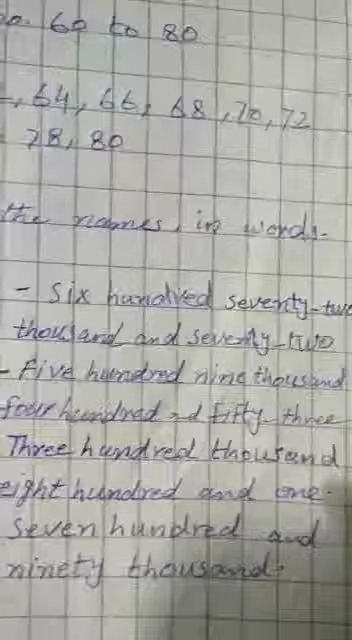 60 to 80
, 64, 66, 68, 70, 72
78, 80
the names, in words.
- Six hundred seventy-two
thousand and seventy-two
- Five hundred nine thousand
four hundred and fifty-three
Three hundred thousand
eight hundred and one.
seven hundred and
ninety thousand.